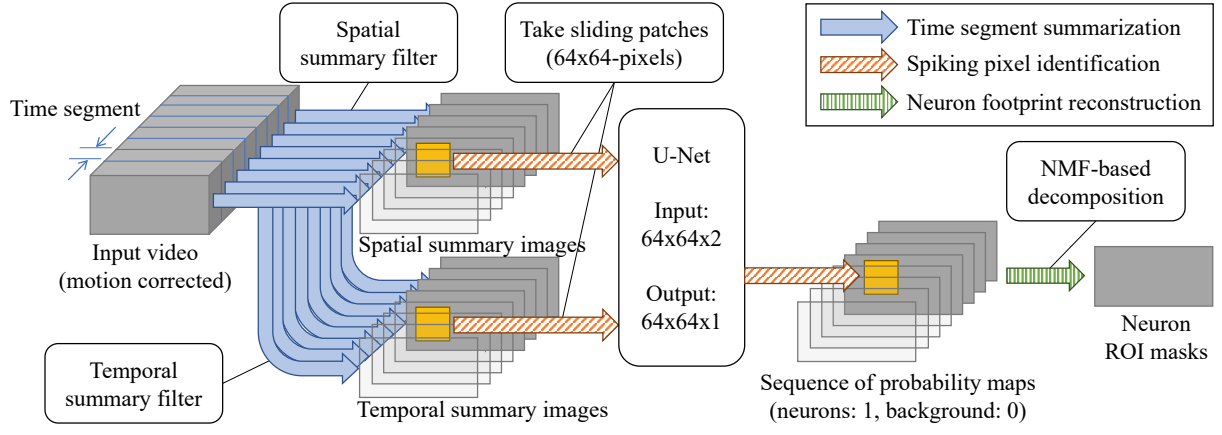 Spatial
summary filter
Take sliding patches
(64x64-pixels)
Time segment summarization
Spiking pixel identification
Neuron footprint reconstruction
Time segment
U-Net
Input:
64x64x2
Output:
64x64x1
NMF-based
decomposition
Input video
(motion corrected)
Spatial summary images
Temporal
summary filter
Temporal summary images
Sequence of probability maps
(neurons: 1, background: 0)
Neuron
ROI masks